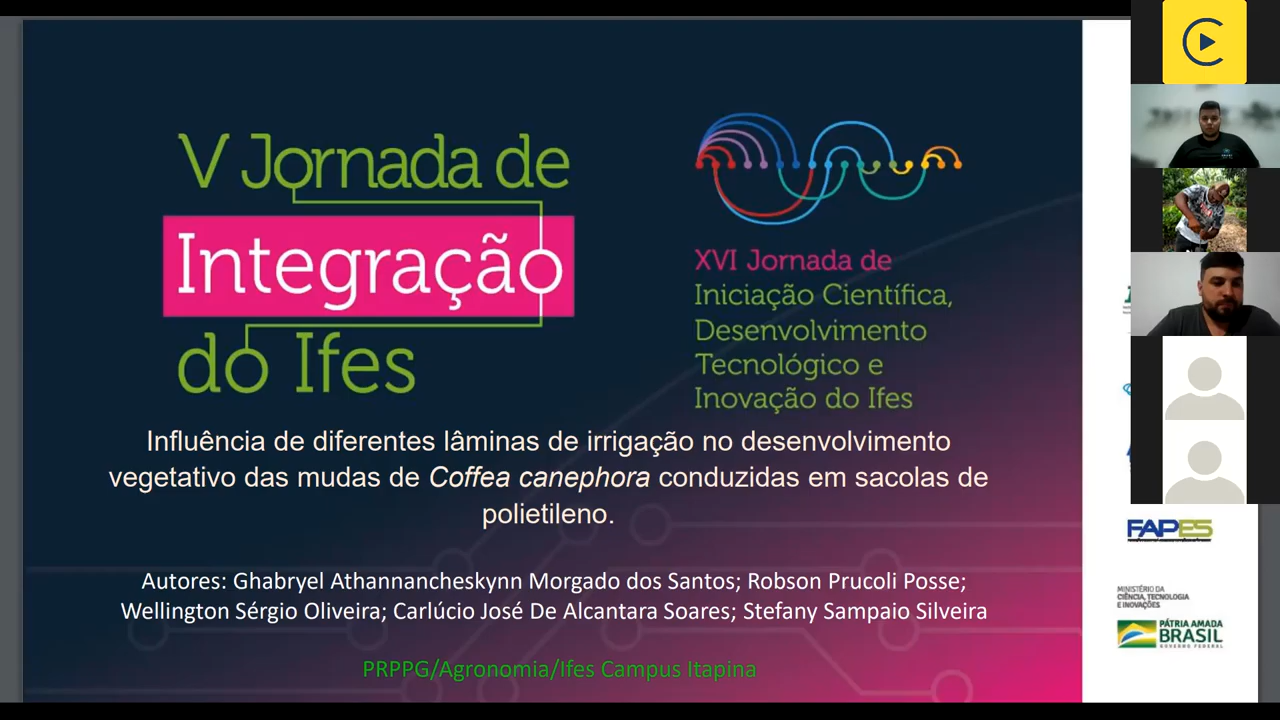 V Jornada de
Integração
do Ifes
XVI Jornada de
Iniciação Científica,
Desenvolvimento
Tecnológico e
Inovação do Ifes
Influência de diferentes lâminas de irrigação no desenvolvimento
vegetativo das mudas de Coffea canephora conduzidas em sacolas de
polietileno.
Autores: Ghabryel Athannancheskynn Morgado dos Santos; Robson Prucoli Posse;
Wellington Sérgio Oliveira; Carlúcio José De Alcantara Soares; Stefany Sampaio Silveira
PRPPG/Agronomia/Ifes Campus Itapina
FAPES
MINISTÉRIO DA
CIÊNCIA, TECNOLOGIA
E INOVAÇÕES
PÁTRIA AMADA
BRASIL
GOVERNO FEDERAL